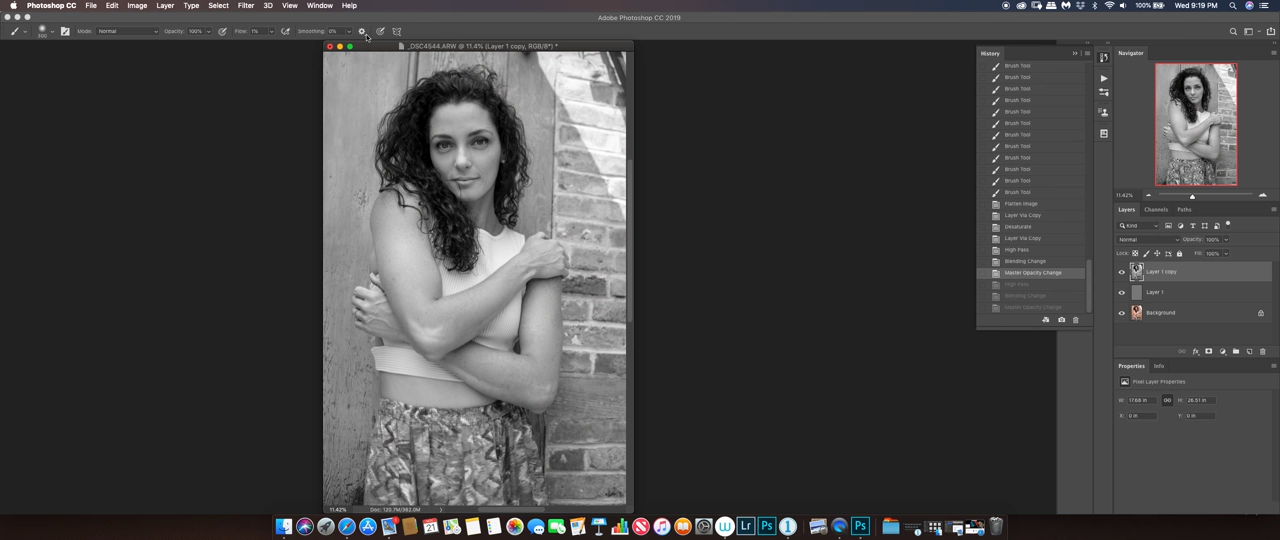 Photoshop CC File Edit Image Layer Type Select Filter 3D View Window Help 100% Wed 9:19 PM
Adobe Photoshop CC 2019
300 Mode: Normal Opacity: 100% Flow: 1% Smoothing: 0%
_DSC4544.ARW @ 11.4% (Layer 1 copy, RGB/8*) *
History
Brush Tool
Brush Tool
Brush Tool
Brush Tool
Brush Tool
Brush Tool
Brush Tool
Brush Tool
Brush Tool
Brush Tool
Brush Tool
Brush Tool
Flatten Image
Layer Via Copy
Desaturate
Layer Via Copy
High Pass
Blending Change
Master Opacity Change
High Pass
Blending Change
Master Opacity Change
Navigator
11.42%
Layers Channels Paths
Kind
Normal Opacity: 100%
Lock: Fill: 100%
Layer 1 copy
Layer 1
Background
Properties Info
Pixel Layer Properties
W: 17.68 in H: 26.51 in
X: 0 in Y: 0 in
11.42% Doc: 120.7M/362.0M